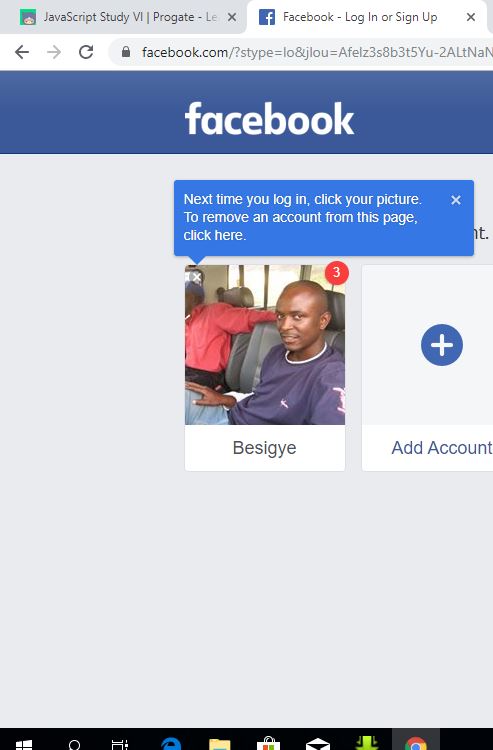 JavaScript Study VI | Progate - Le
Facebook - Log In or Sign Up
facebook.com/?stype=lo&jlou=Afelz3s8b3t5Yu-2ALtNaN
facebook
Next time you log in, click your picture.
To remove an account from this page,
click here.
nt.
3
Besigye
Add Account